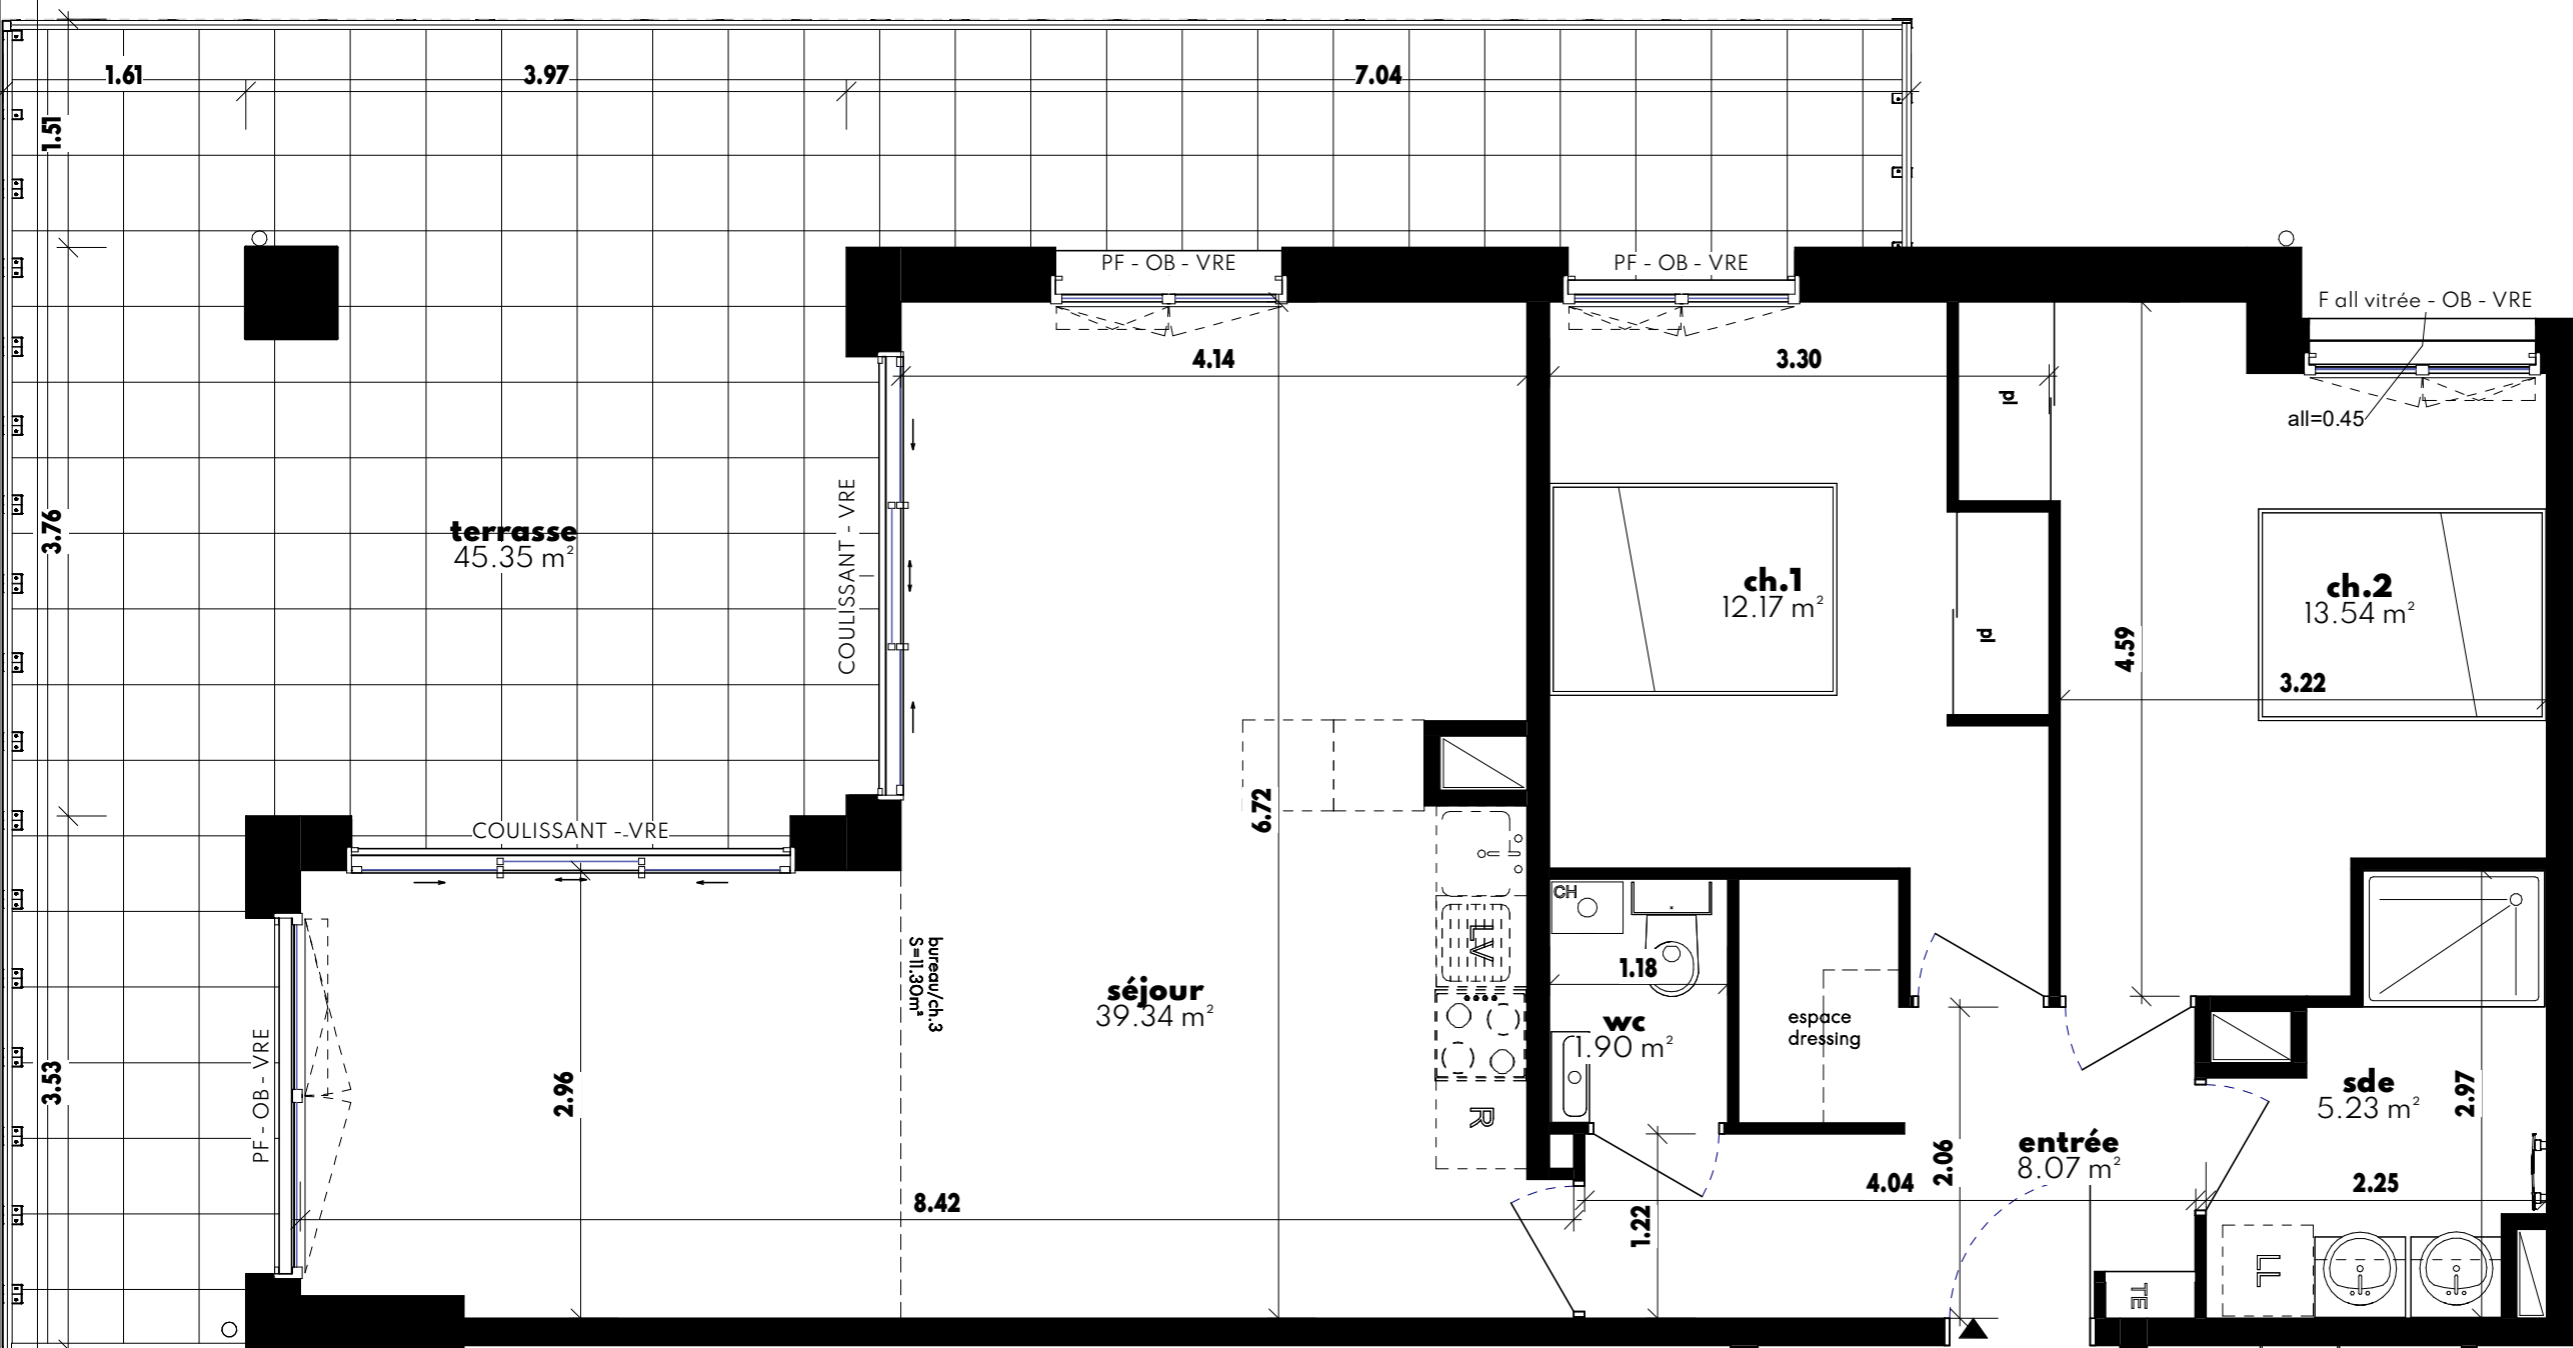 1.61
3.97
7.04
1.51
PF - OB - VRE
PF - OB - VRE
F all vitrée - OB - VRE
4.14
3.30
pl
all=0.45
3.76
terrasse
45.35 m²
COULISSANT - VRE
ch.1
12.17 m²
pl
ch.2
13.54 m²
4.59
3.22
6.72
COULISSANT - VRE
CH
LV
bureau/ch.3
S=11.30m²
séjour
39.34 m²
1.18
wc
1.90 m²
espace
dressing
3.53
PF - OB - VRE
2.96
R
sde
5.23 m²
2.97
entrée
8.07 m²
2.06
4.04
2.25
8.42
1.22
LL
TE